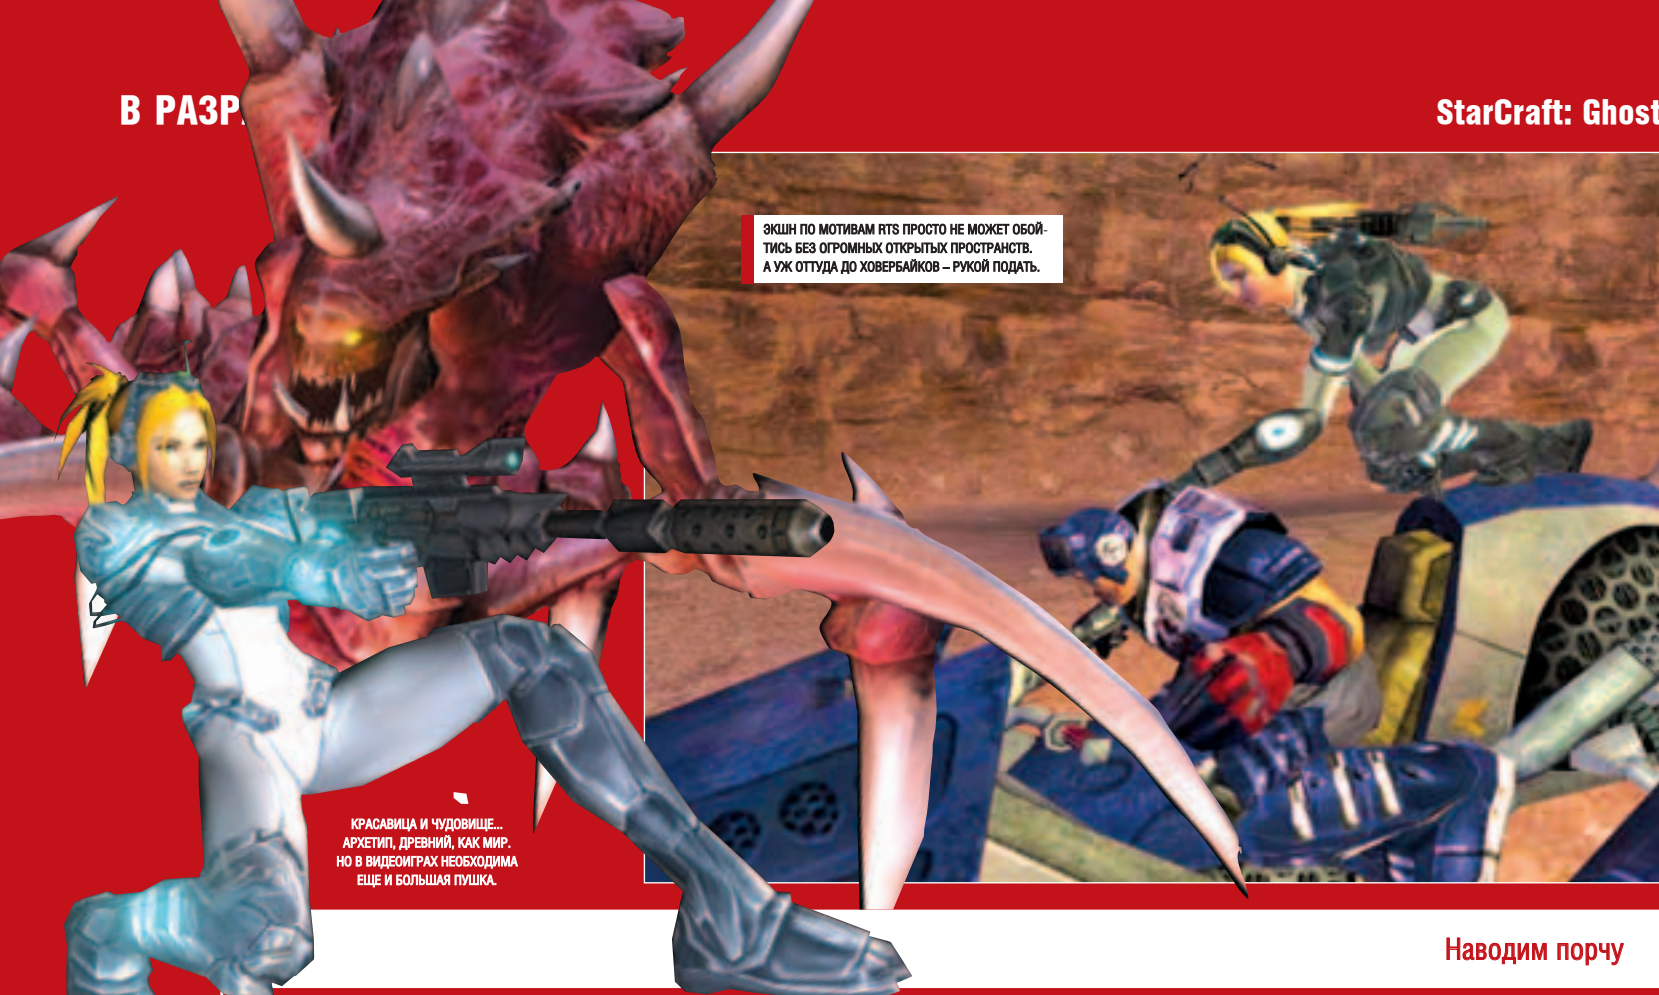 В РАЗР
StarCraft: Ghost
ЭКШН ПО МОТИВАМ RTS ПРОСТО НЕ МОЖЕТ ОБОЙ-
ТИСЬ БЕЗ ОГРОМНЫХ ОТКРЫТЫХ ПРОСТРАНСТВ.
А УЖ ОТТУДА ДО ХОВЕРБАЙКОВ – РУКОЙ ПОДАТЬ.
КРАСАВИЦА И ЧУДОВИЩЕ...
АРХЕТИП, ДРЕВНИЙ, КАК МИР.
НО В ВИДЕОИГРАХ НЕОБХОДИМА
ЕЩЕ И БОЛЬШАЯ ПУШКА.
Наводим порчу